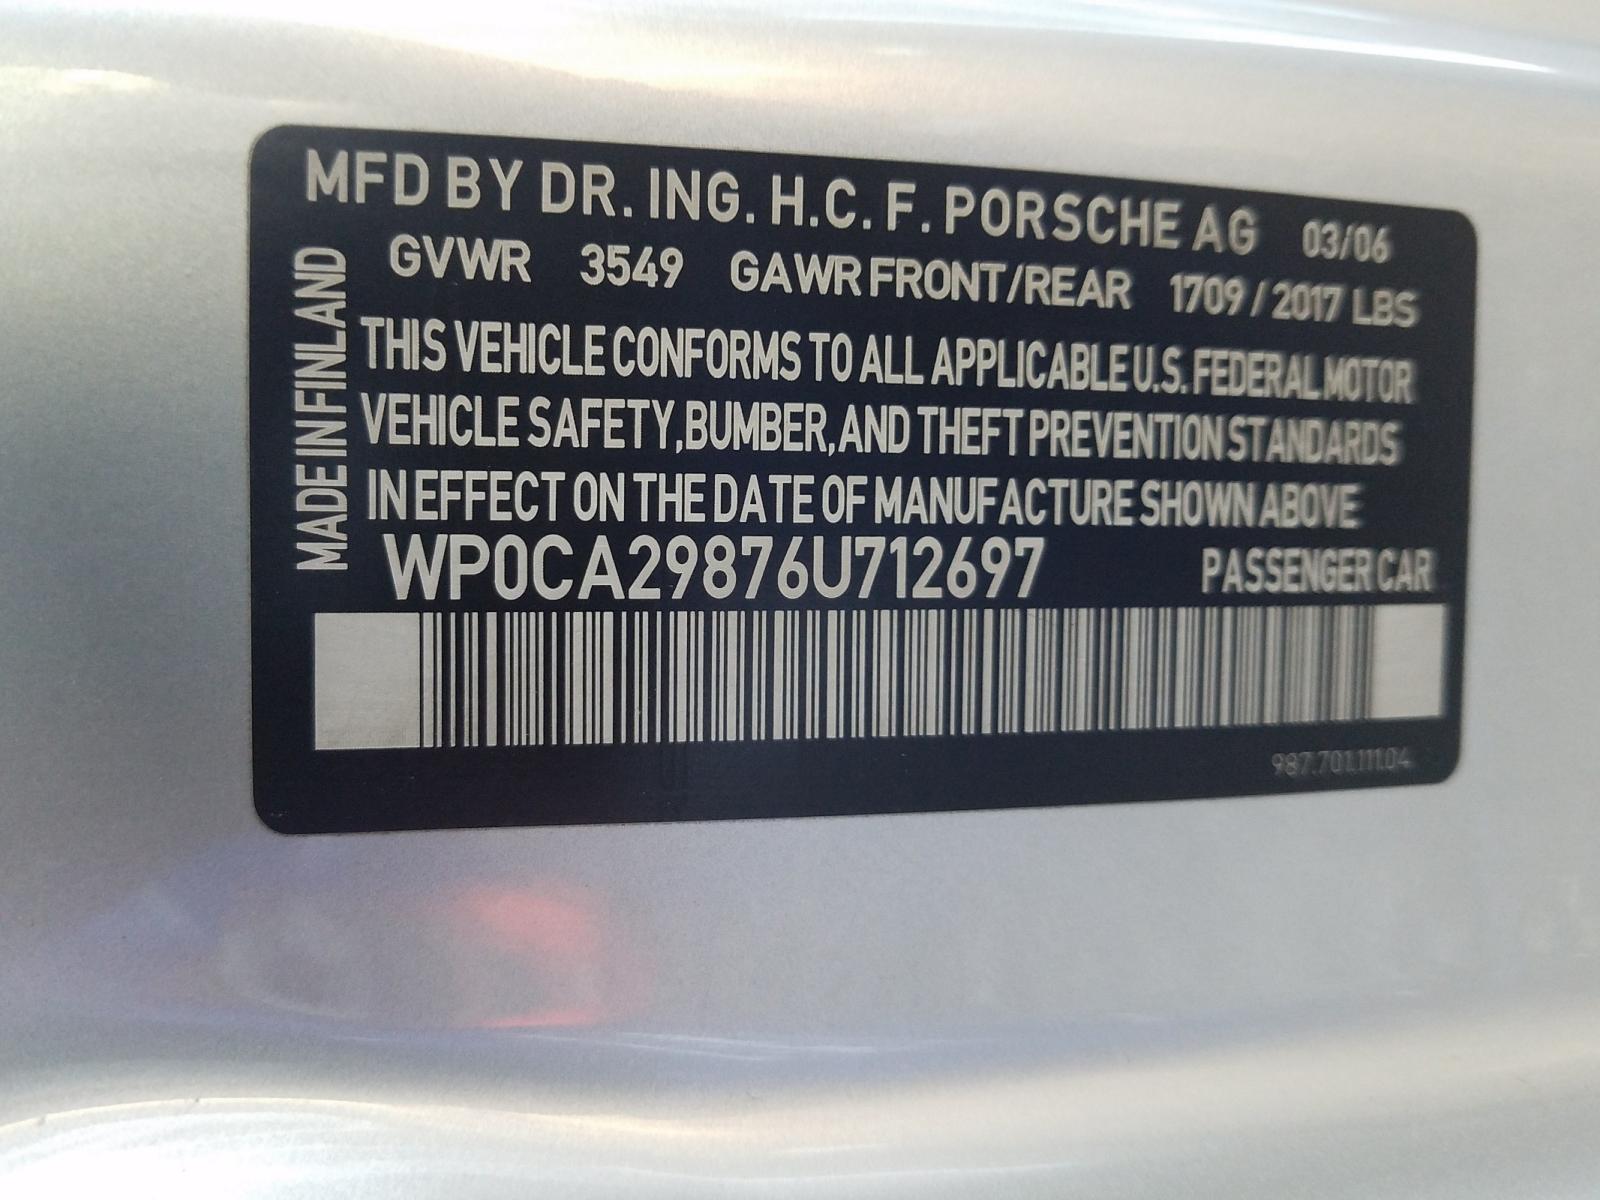 MFD BY DR. ING. H.C. F. PORSCHE AG 03/06
GVWR 3549 GAWR FRONT/REAR 1709 / 2017 LBS
THIS VEHICLE CONFORMS TO ALL APPLICABLE U.S. FEDERAL MOTOR
VEHICLE SAFETY, BUMBER, AND THEFT PREVENTION STANDARDS
IN EFFECT ON THE DATE OF MANUFACTURE SHOWN ABOVE
WP0CA29876U712697 PASSENGER CAR
987.701.111.04
MADE IN FINLAND